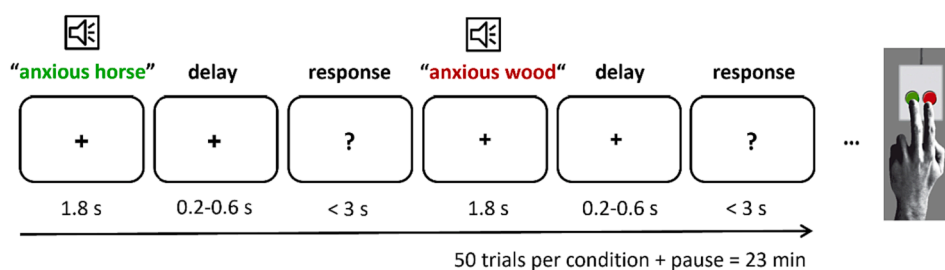 “anxious horse” delay response “anxious wood“ delay response
+ + ? + + ? ...
1.8 s 0.2-0.6 s < 3 s 1.8 s 0.2-0.6 s < 3 s
50 trials per condition + pause = 23 min